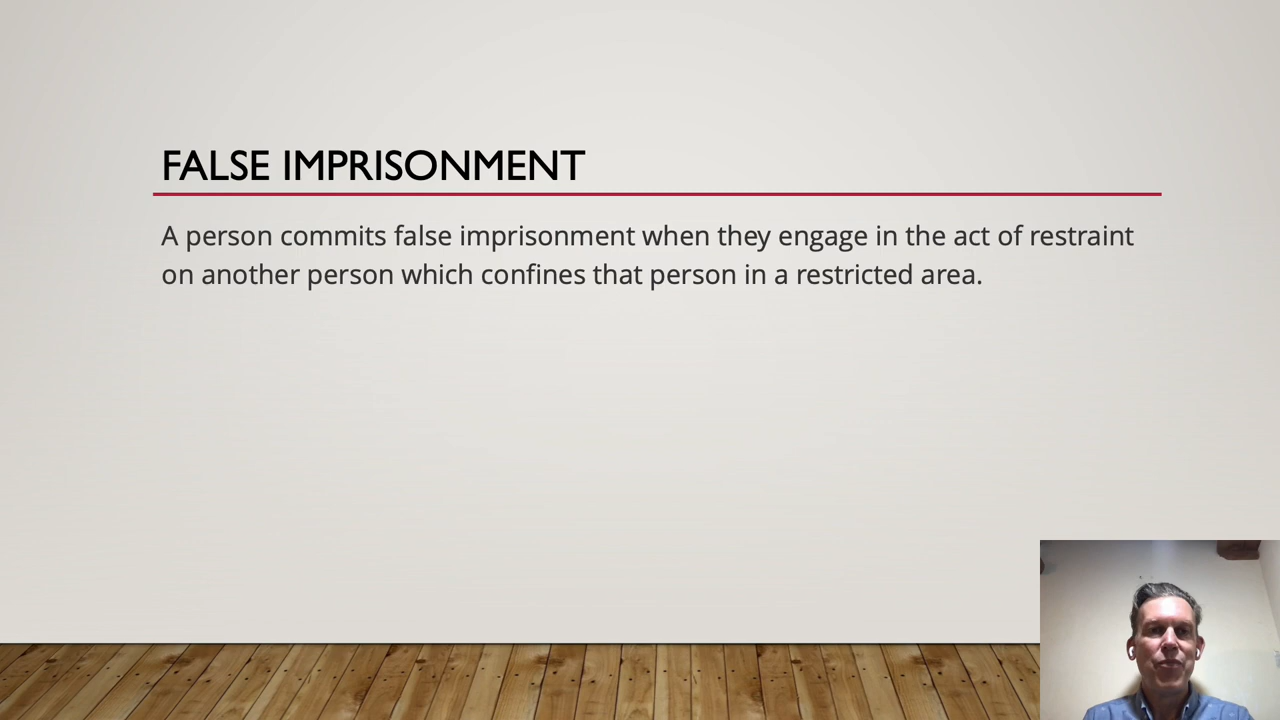 FALSE IMPRISONMENT
A person commits false imprisonment when they engage in the act of restraint
on another person which confines that person in a restricted area.